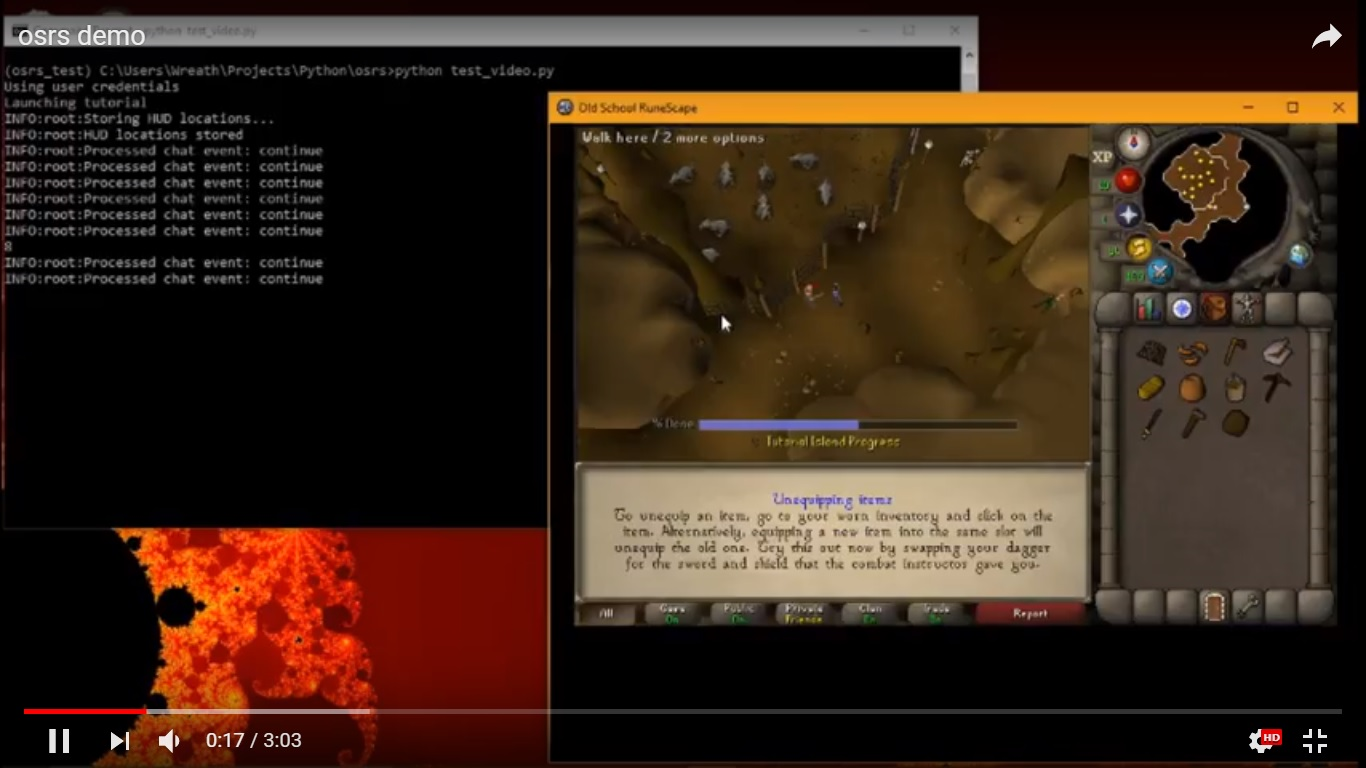 osrs demo
python test_video.py
(osrs_test) C:\Users\Wreath\Projects\Python\osrs>python test_video.py
Using user credentials
Launching tutorial
INFO:root:Storing HUD locations...
INFO:root:HUD locations stored
INFO:root:Processed chat event: continue
INFO:root:Processed chat event: continue
INFO:root:Processed chat event: continue
INFO:root:Processed chat event: continue
INFO:root:Processed chat event: continue
INFO:root:Processed chat event: continue
8
INFO:root:Processed chat event: continue
INFO:root:Processed chat event: continue
Old School RuneScape
Walk here / 2 more options
XP
% Done
Tutorial Island Progress
Unequipping items
To unequip an item, go to your worn inventory and click on the
item. Alternatively, equipping a new item into the same slot will
unequip the old one. Try this out now by swapping your dagger
for the sword and shield that the combat instructor gave you.
All
Game
On
Public
On
Private
Friends
Clan
Trade
Report
0:17 / 3:03
HD